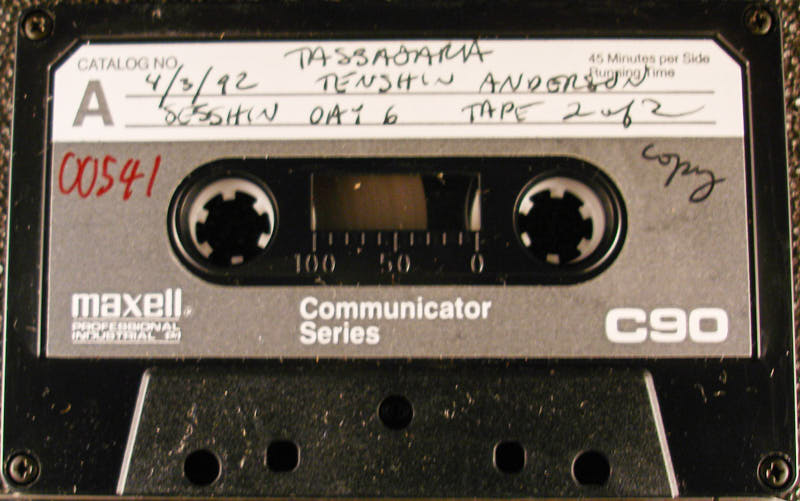 TASSAJARA
CATALOG NO.
45 Minutes per Side
Running Time
A
4/3/92 TENSHIN ANDERSON
SESSHIN DAY 6 TAPE 2 of 2
00541
copy
100 50 0
maxell
PROFESSIONAL
INDUSTRIAL
Communicator
Series
C90